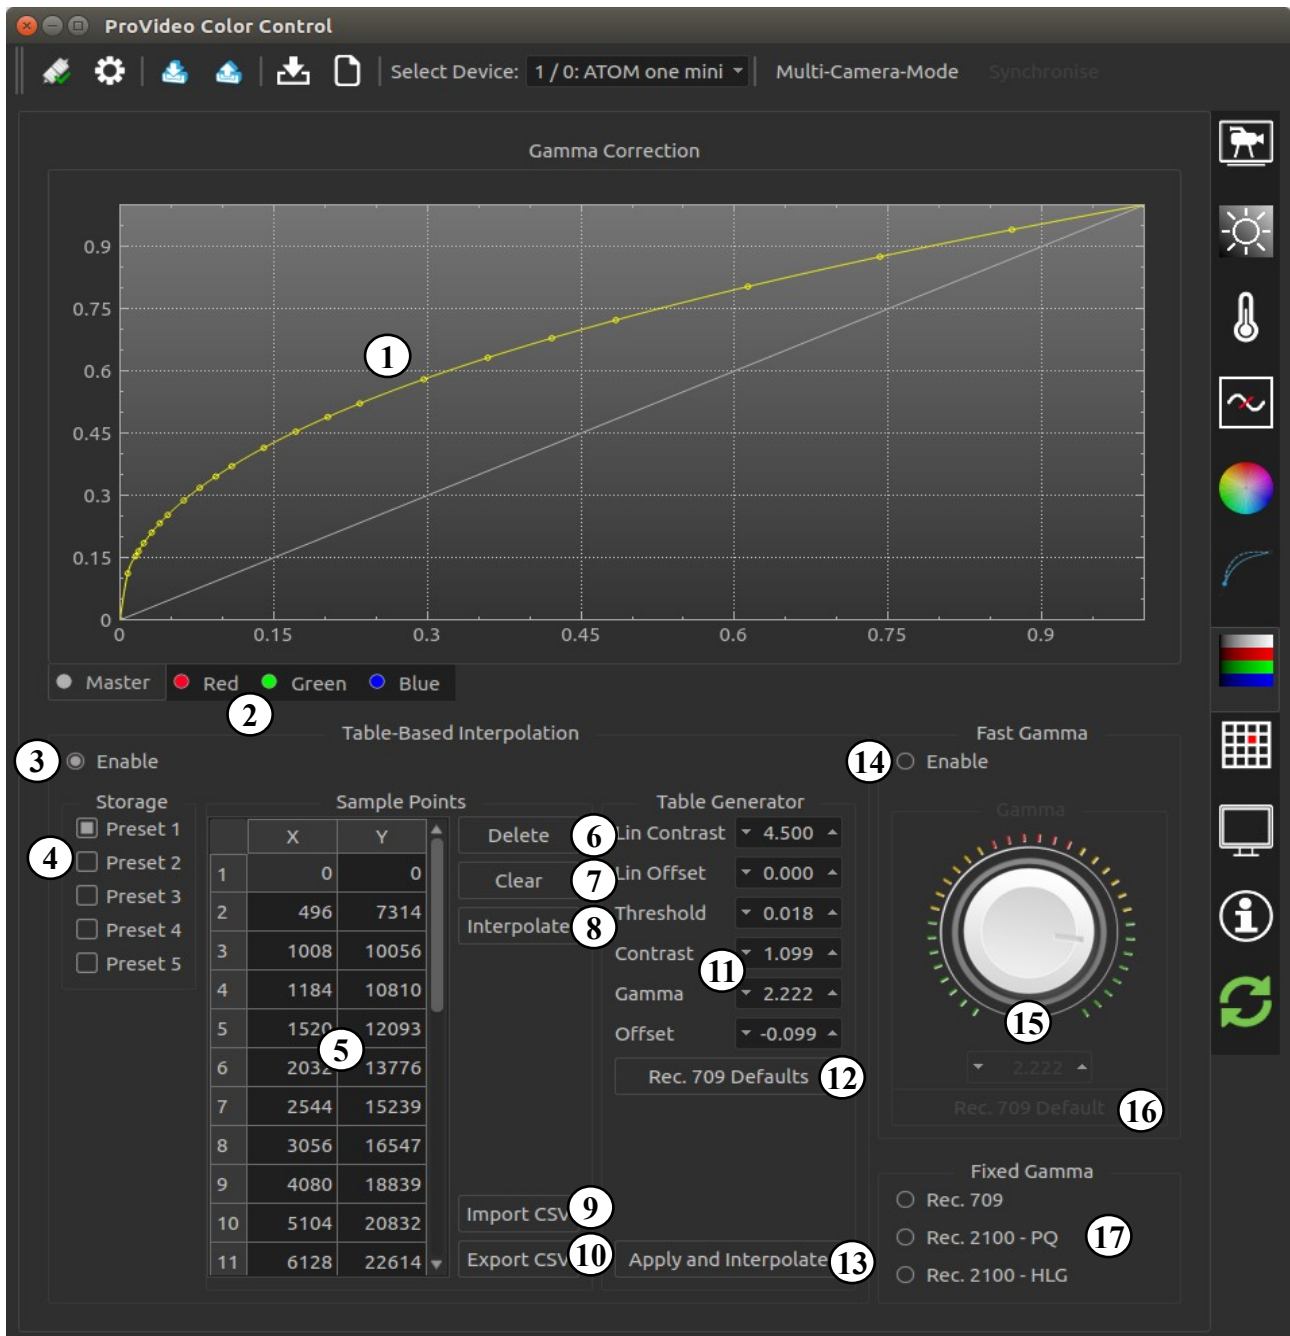 ProVideo Color Control
Select Device: 1 / 0: ATOM one mini Multi-Camera-Mode Synchronise
Gamma Correction
0.9
0.75
0.6
1
0.45
0.3
0.15
0
0 0.15 0.3 0.45 0.6 0.75 0.9
Master Red Green Blue
2
Table-Based Interpolation Fast Gamma
3 Enable 14 Enable
Storage Sample Points Table Generator Gamma
Preset 1
4 Preset 2
Preset 3
Preset 4
Preset 5
X Y
1 0 0
2 496 7314
3 1008 10056
4 1184 10810
5 1520 12093
5
6 2032 13776
7 2544 15239
8 3056 16547
9 4080 18839
10 5104 20832
11 6128 22614
Delete 6
Clear 7
Interpolate 8
Import CSV 9
Export CSV 10
Lin Contrast 4.500
Lin Offset 0.000
Threshold 0.018
Contrast 1.099
11
Gamma 2.222
Offset -0.099
Rec. 709 Defaults 12
Apply and Interpolate 13
15
2.222
Rec. 709 Default 16
Fixed Gamma
Rec. 709
Rec. 2100 - PQ 17
Rec. 2100 - HLG